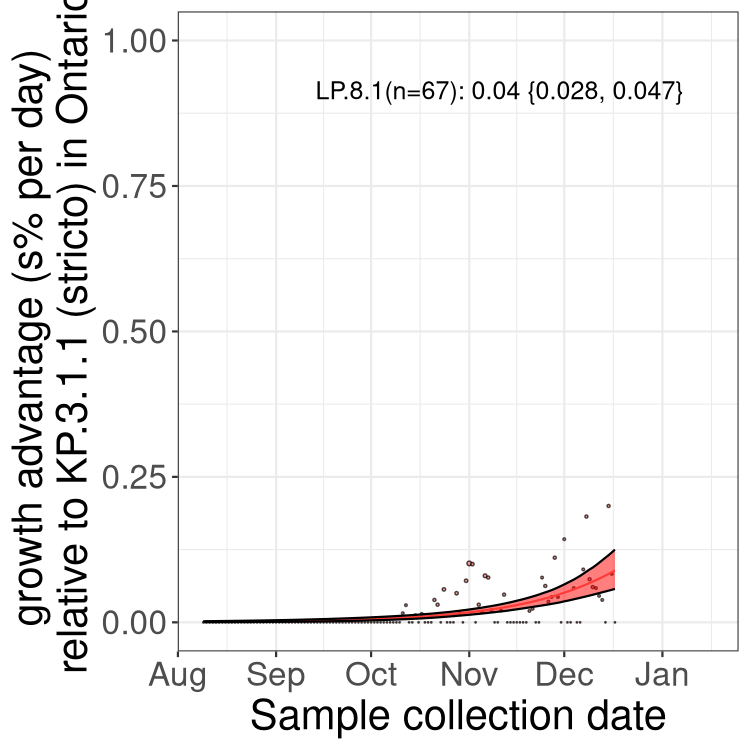 growth advantage (s% per day)
relative to KP.3.1.1 (stricto) in Ontario
1.00
0.75
0.50
0.25
0.00
LP.8.1(n=67): 0.04 {0.028, 0.047}
Aug Sep Oct Nov Dec Jan
Sample collection date